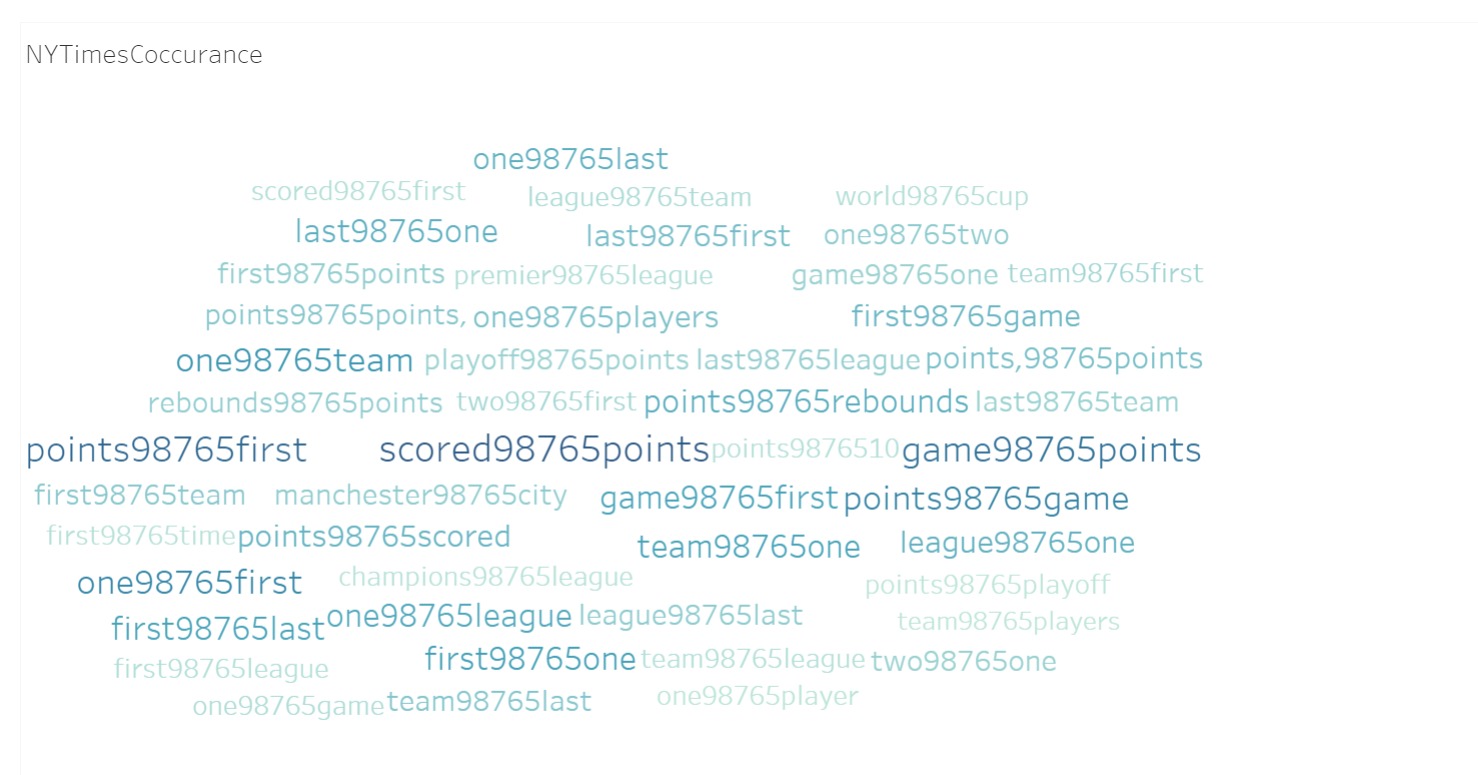 NYTimesCoccurance
one98765last
scored98765first league98765team world98765cup
last98765one last98765first one98765two
first98765points premier98765league game98765one team98765first
points98765points, one98765players first98765game
one98765team playoff98765points last98765league points,98765points
rebounds98765points two98765first points98765rebounds last98765team
points98765first scored98765points points9876510 game98765points
first98765team manchester98765city game98765first points98765game
first98765time points98765scored team98765one league98765one
one98765first champions98765league points98765playoff
first98765last one98765league league98765last team98765players
first98765league first98765one team98765league two98765one
one98765game team98765last one98765player